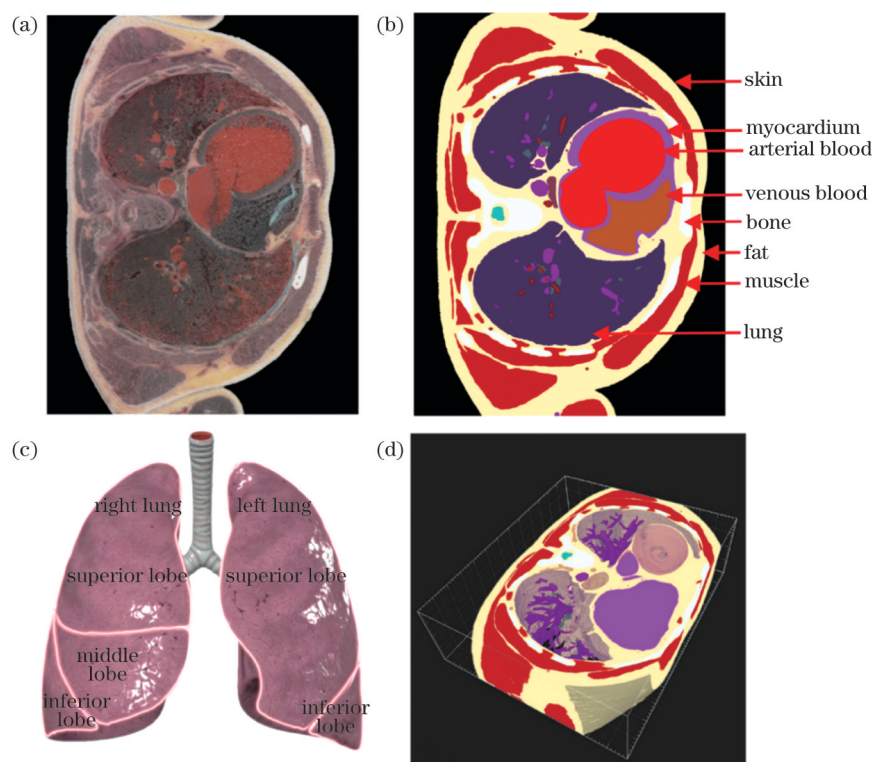 (a)
(b)
skin
myocardium
arterial blood
venous blood
bone
fat
muscle
lung
(c)
(d)
right lung
left lung
superior lobe
superior lobe
middle
lobe
inferior
lobe
inferior
lobe